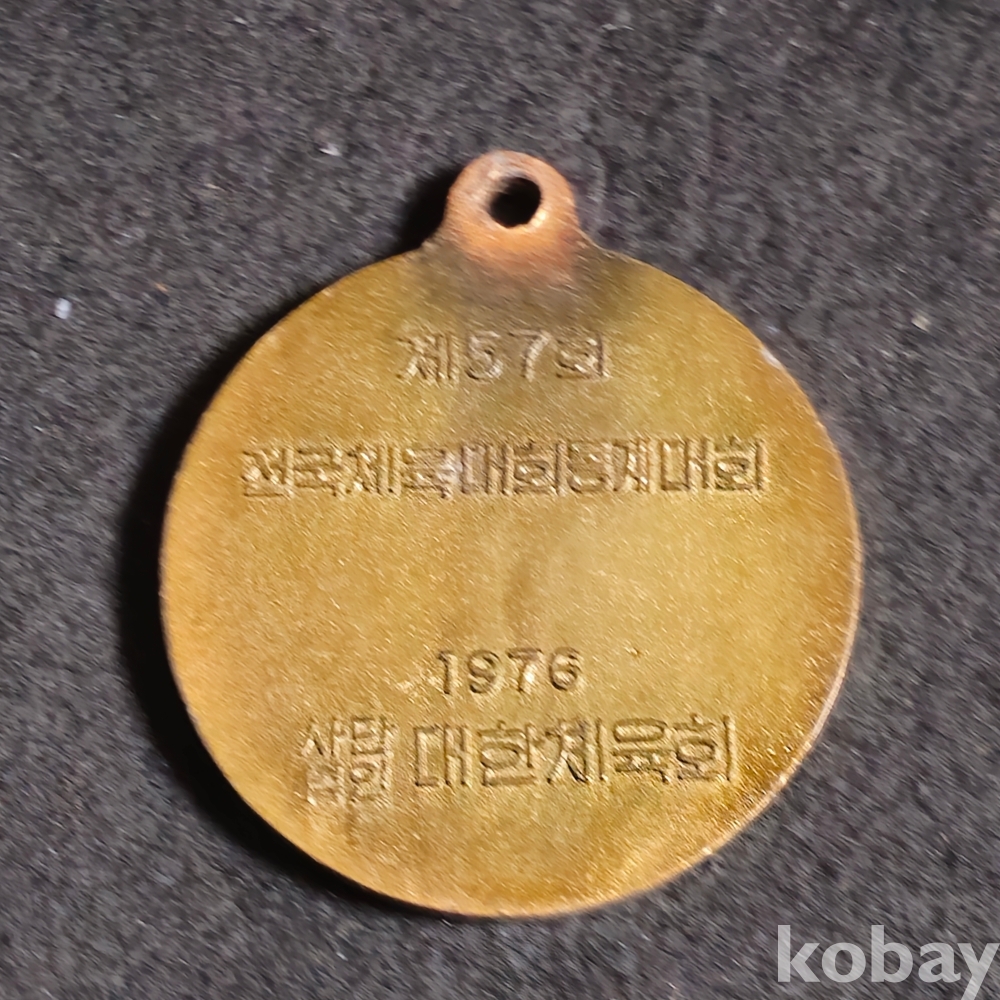 제57회
전국체육대회동계대회
1976
사단
법인 대한체육회
kobay